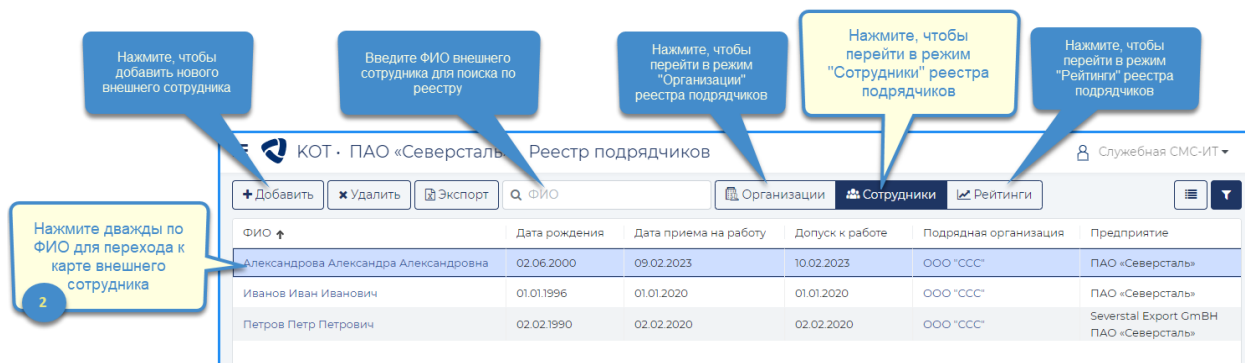 Нажмите, чтобы
добавить нового
внешнего сотрудника
Введите ФИО внешнего
сотрудника для поиска по
реестру
Нажмите, чтобы
перейти в режим
"Организации"
реестра подрядчиков
Нажмите, чтобы
перейти в режим
"Сотрудники" реестра
подрядчиков
Нажмите, чтобы
перейти в режим
"Рейтинги" реестра
подрядчиков
КОТ · ПАО «Северсталь» Реестр подрядчиков
Служебная СМС-ИТ
Добавить Удалить Экспорт ФИО Организации Сотрудники Рейтинги
Нажмите дважды по
ФИО для перехода к
карте внешнего
сотрудника
2
ФИО Дата рождения Дата приема на работу Допуск к работе Подрядная организация Предприятие
Александрова Александра Александровна 02.06.2000 09.02.2023 10.02.2023 ООО "ССС" ПАО «Северсталь»
Иванов Иван Иванович 01.01.1996 01.01.2020 01.01.2020 ООО "ССС" ПАО «Северсталь»
Петров Петр Петрович 02.02.1990 02.02.2020 02.02.2020 ООО "ССС" Severstal Export GmBH
ПАО «Северсталь»